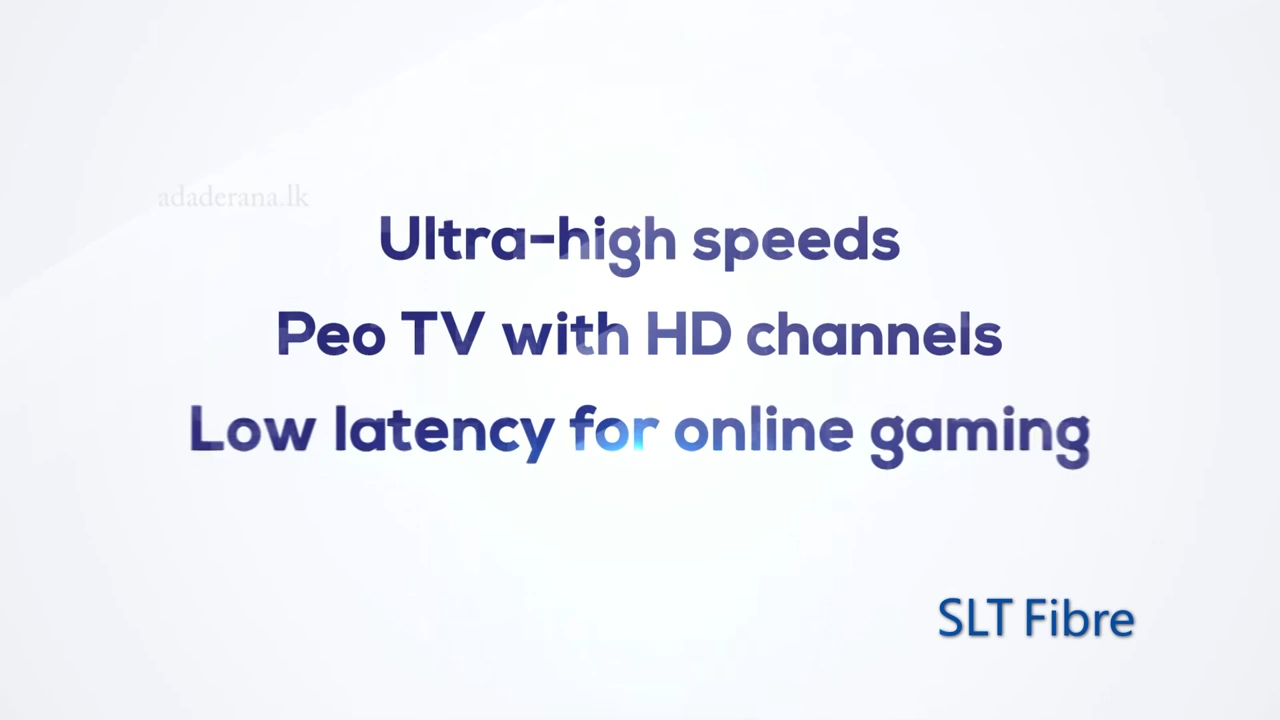 adaderana.lk
Ultra-high speeds
Peo TV with HD channels
Low latency for online gaming
SLT Fibre